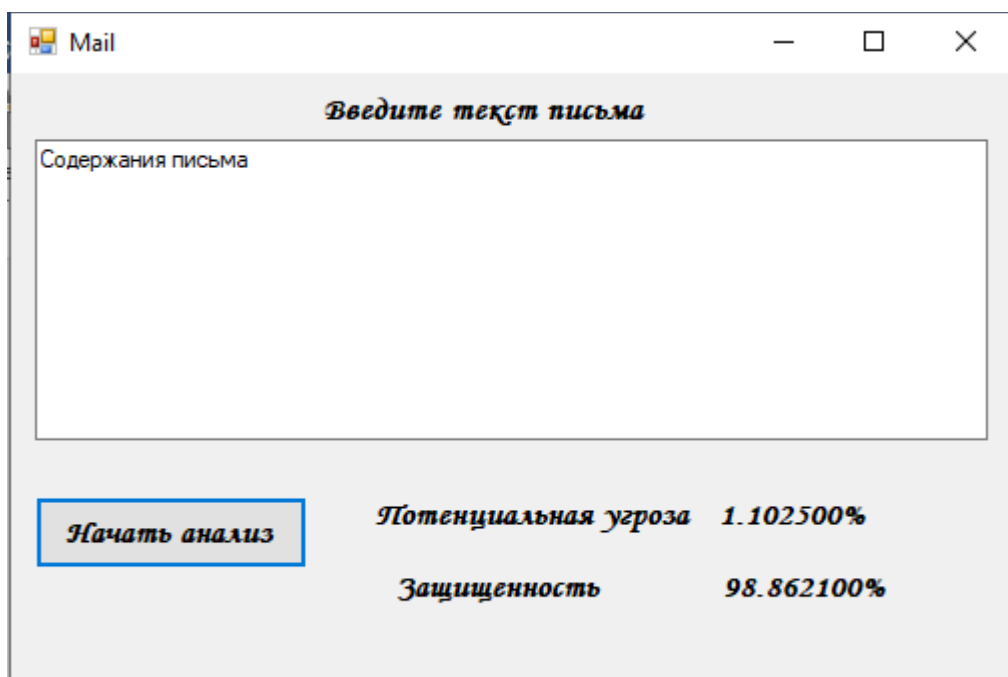 Mail
Введите текст письма
Содержания письма
Начать анализ
Потенциальная угроза 1.102500%
Защищенность 98.862100%